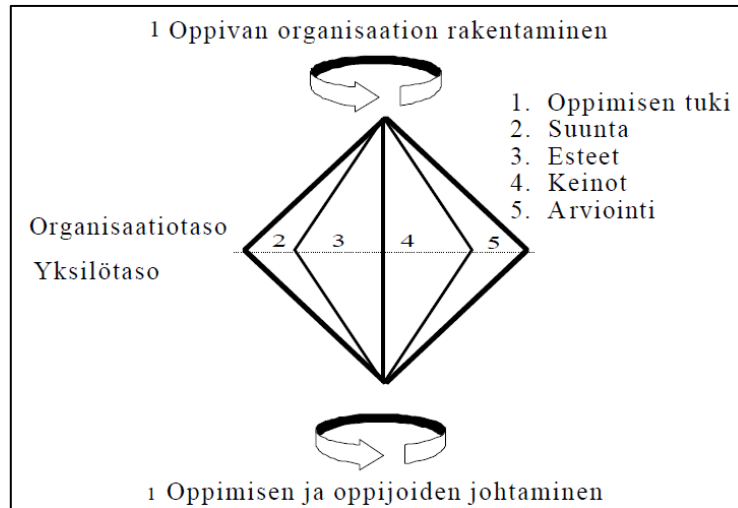 1 Oppivan organisaation rakentaminen
1. Oppimisen tuki
2. Suunta
3. Esteet
4. Keinot
5. Arviointi
Organisaatiotaso
2 3 4 5
Yksilötaso
1 Oppimisen ja oppijoiden johtaminen